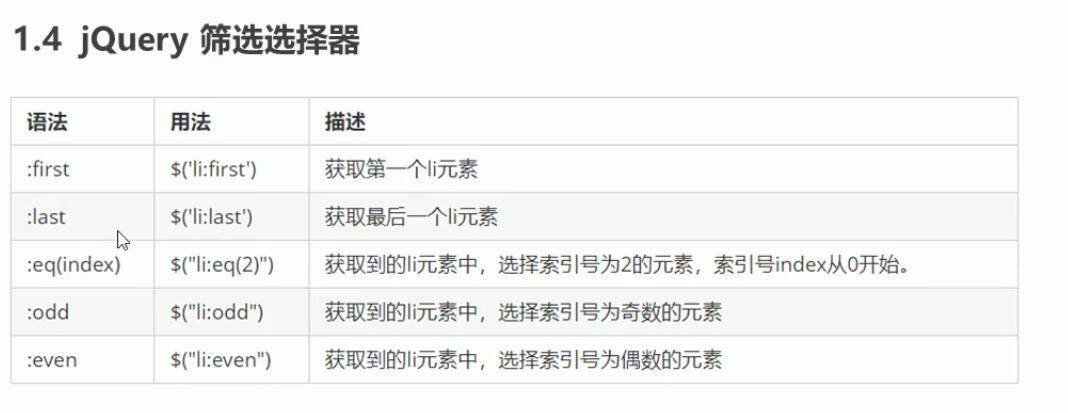 1.4 jQuery 筛选选择器
语法 用法 描述
:first $('li:first') 获取第一个li元素
:last $('li:last') 获取最后一个li元素
:eq(index) $("li:eq(2)") 获取到的li元素中，选择索引号为2的元素，索引号index从0开始。
:odd $("li:odd") 获取到的li元素中，选择索引号为奇数的元素
:even $("li:even") 获取到的li元素中，选择索引号为偶数的元素